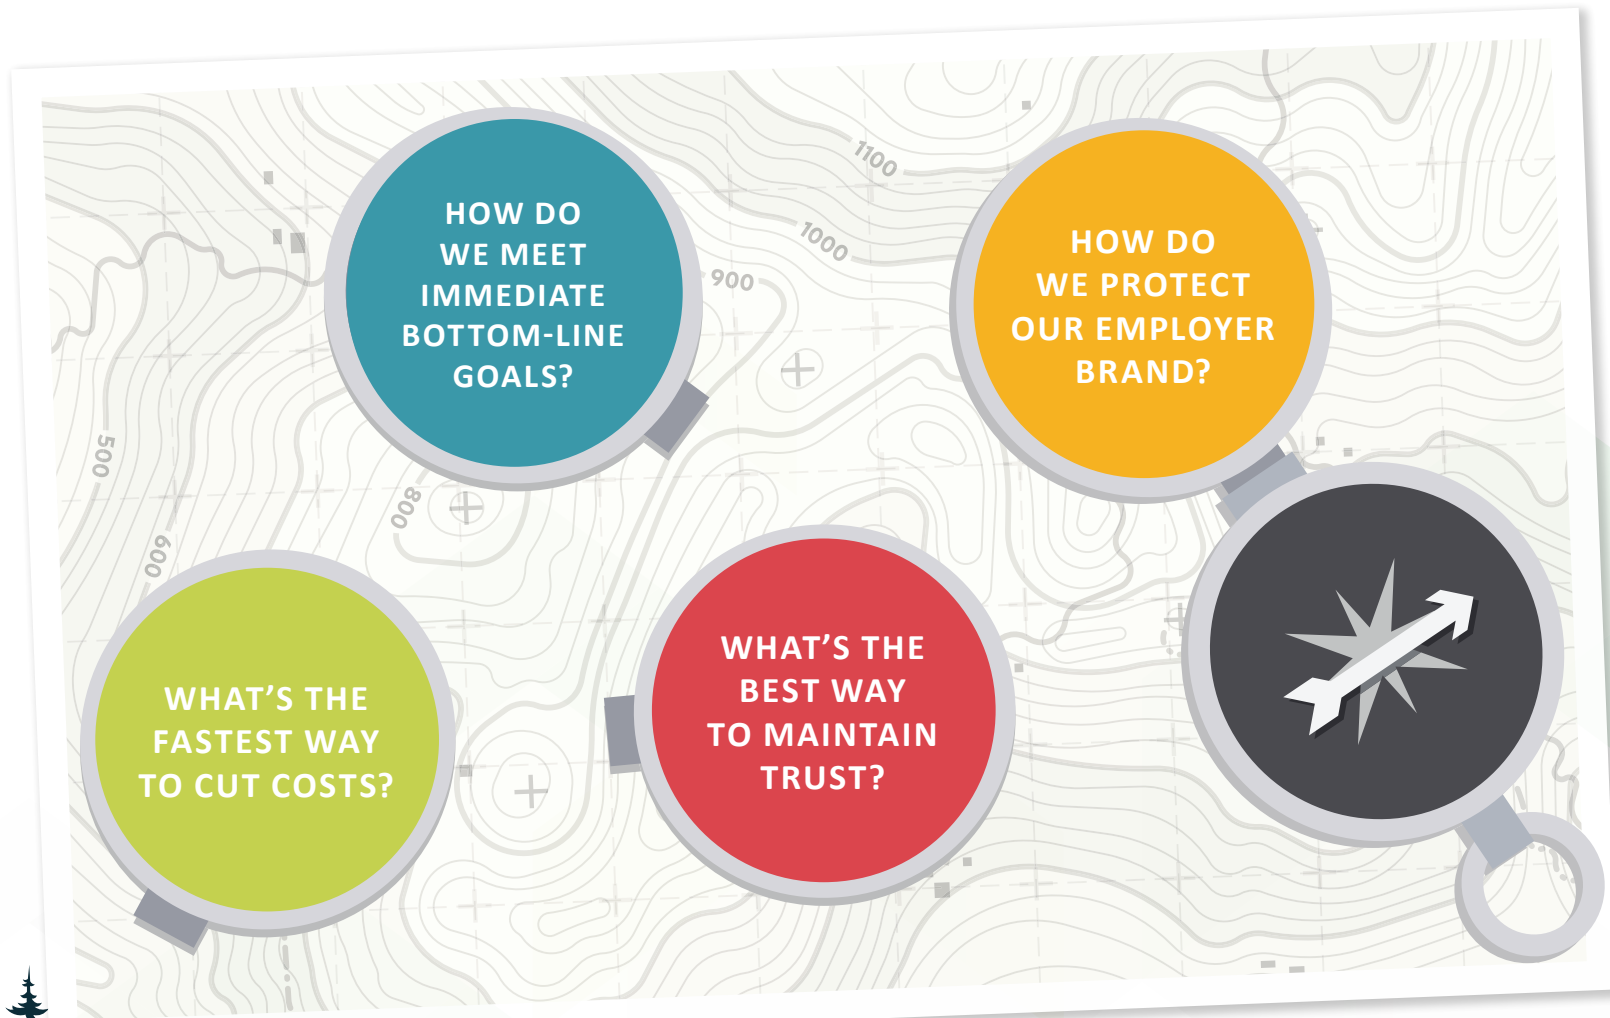 HOW DO
WE MEET
IMMEDIATE
BOTTOM-LINE
GOALS?
HOW DO
WE PROTECT
OUR EMPLOYER
BRAND?
WHAT’S THE
FASTEST WAY
TO CUT COSTS?
WHAT’S THE
BEST WAY
TO MAINTAIN
TRUST?
1100
1000
900
800
500
600